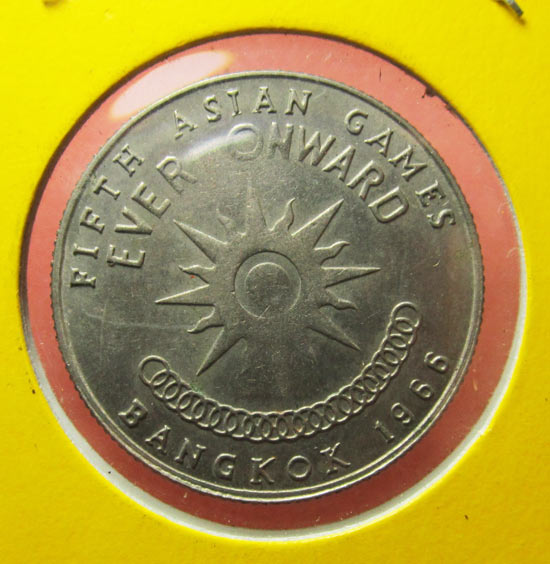 FIFTH ASIAN GAMES
EVER ONWARD
BANGKOK 1966